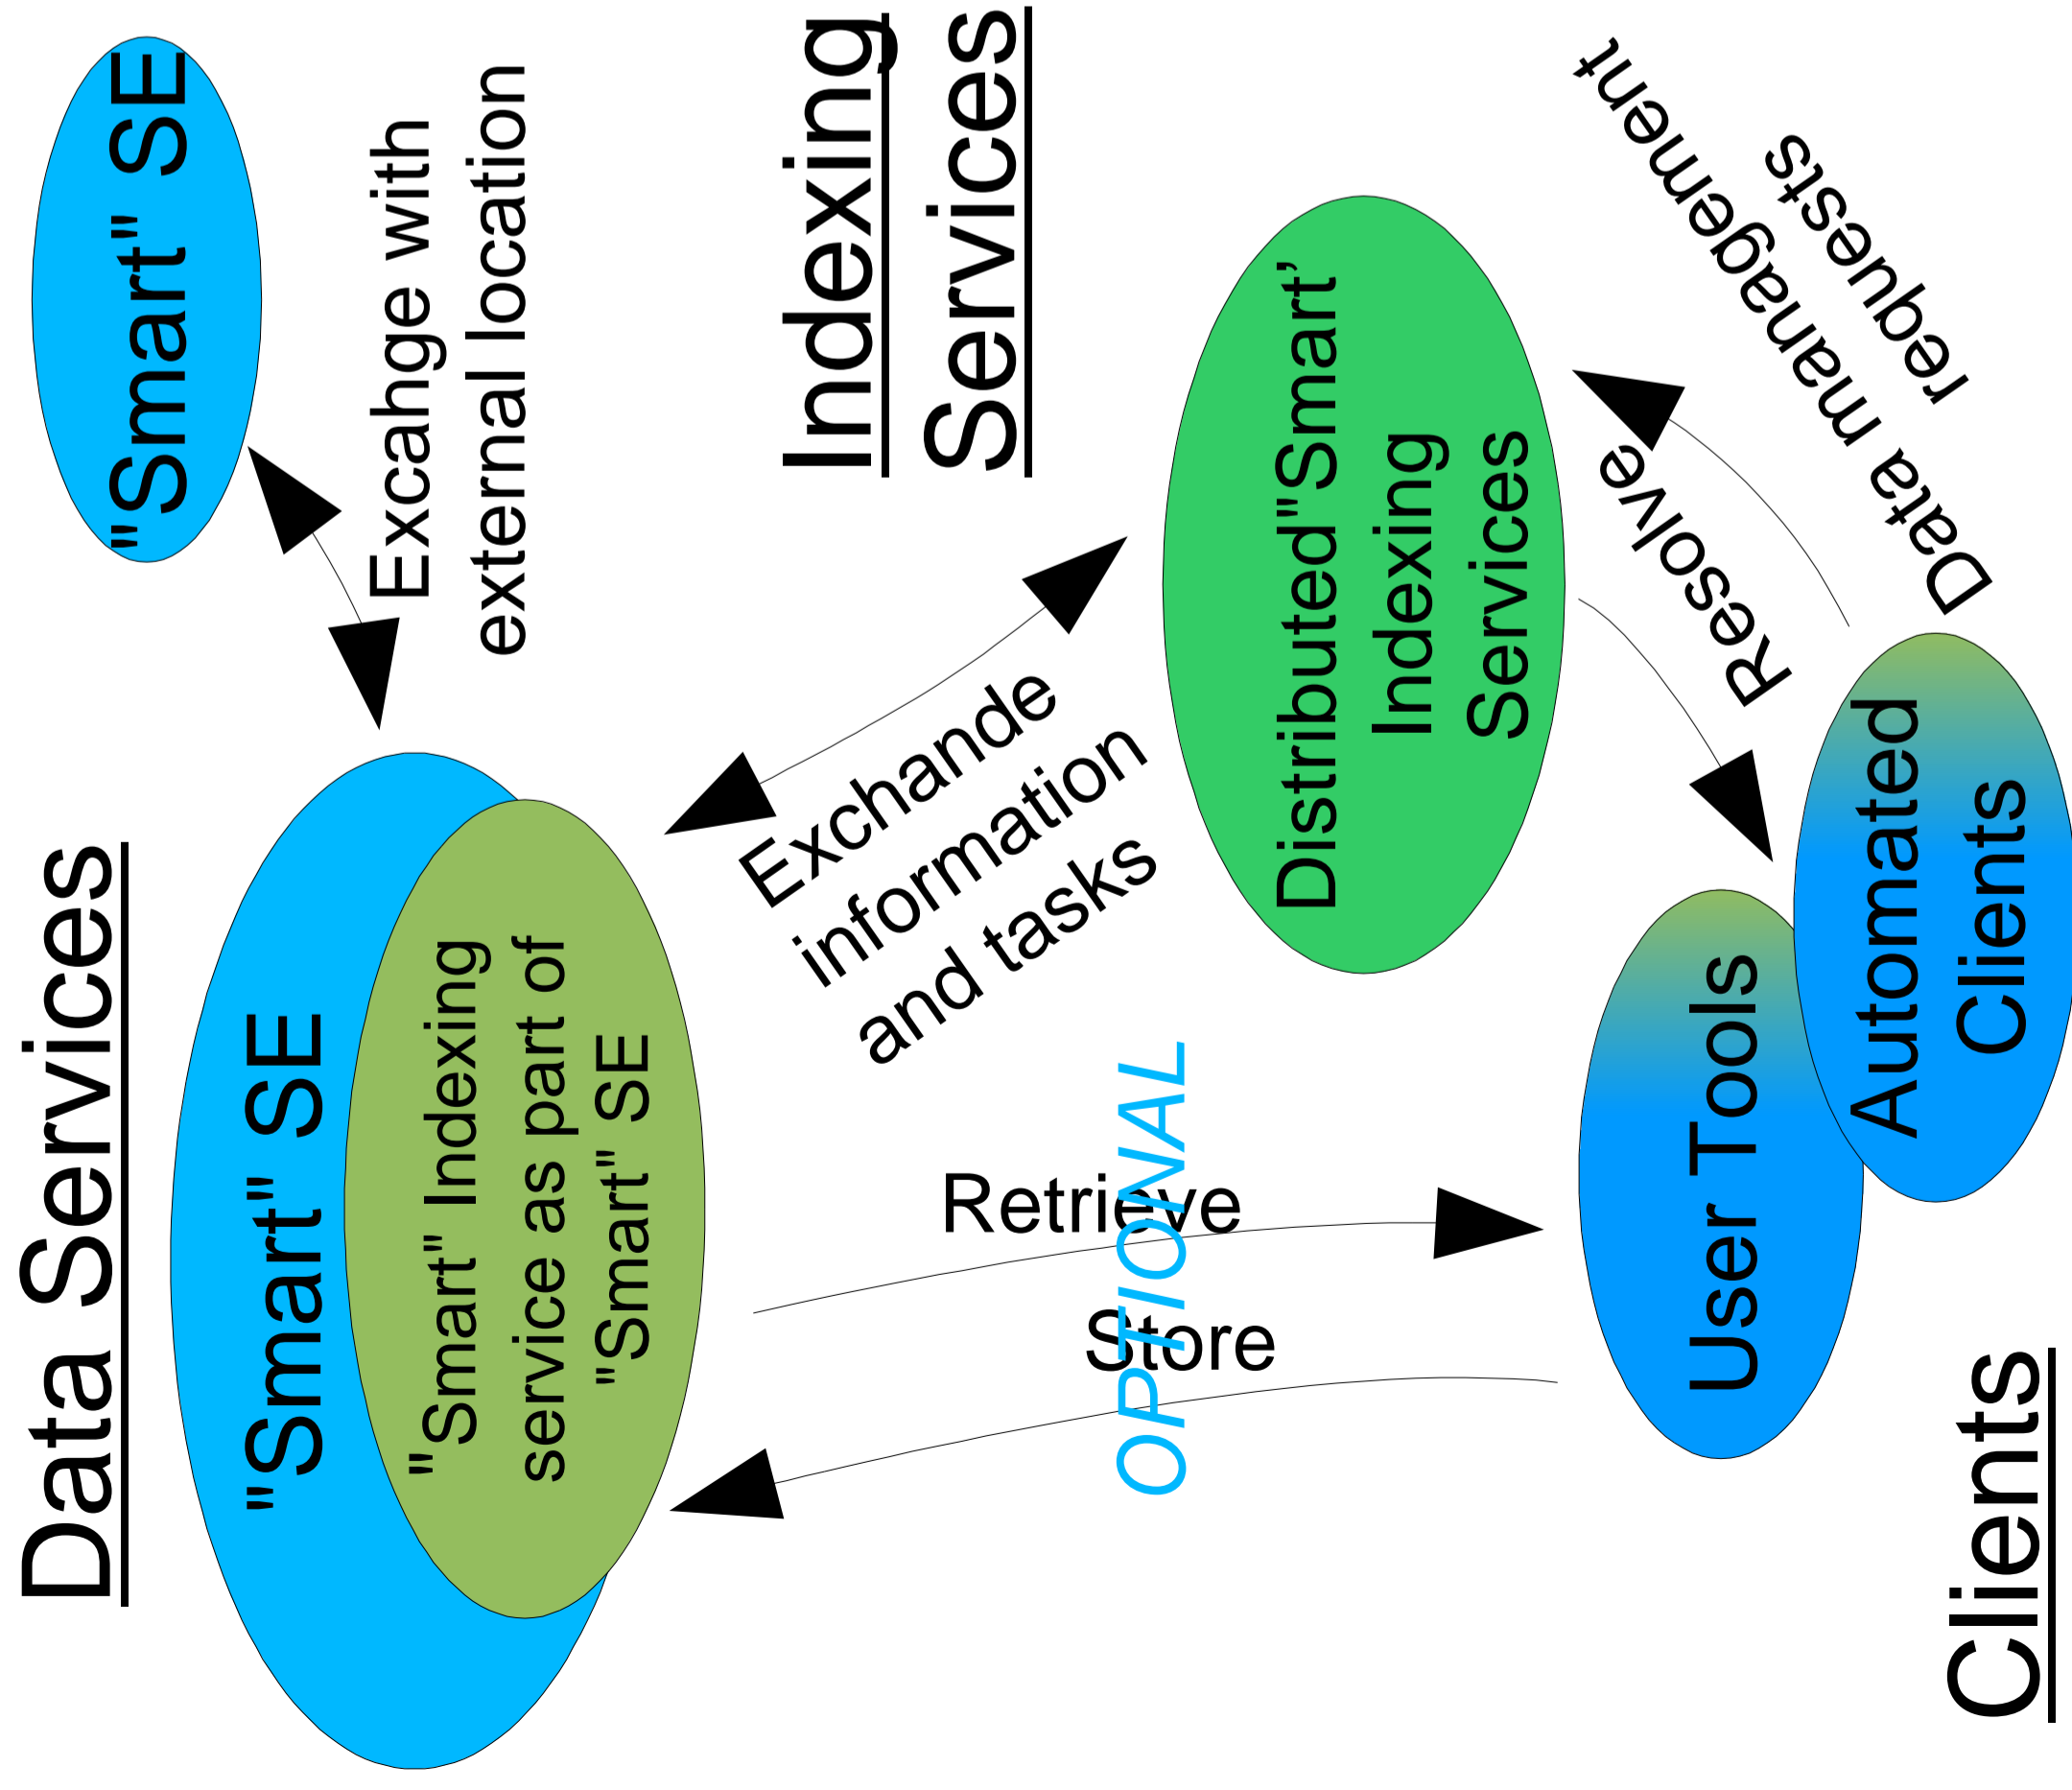 Data Services
"Smart" SE
"Smart" Indexing
service as part of
"Smart" SE
"Smart" SE
Excahge with
external location
Indexing
Services
Exchande
information
and tasks
Distributed"Smart'
Indexing
Services
Retrieve
Store
OPTIONAL
Resolve
Data management
requests
User Tools
Automated
Clients
Clients